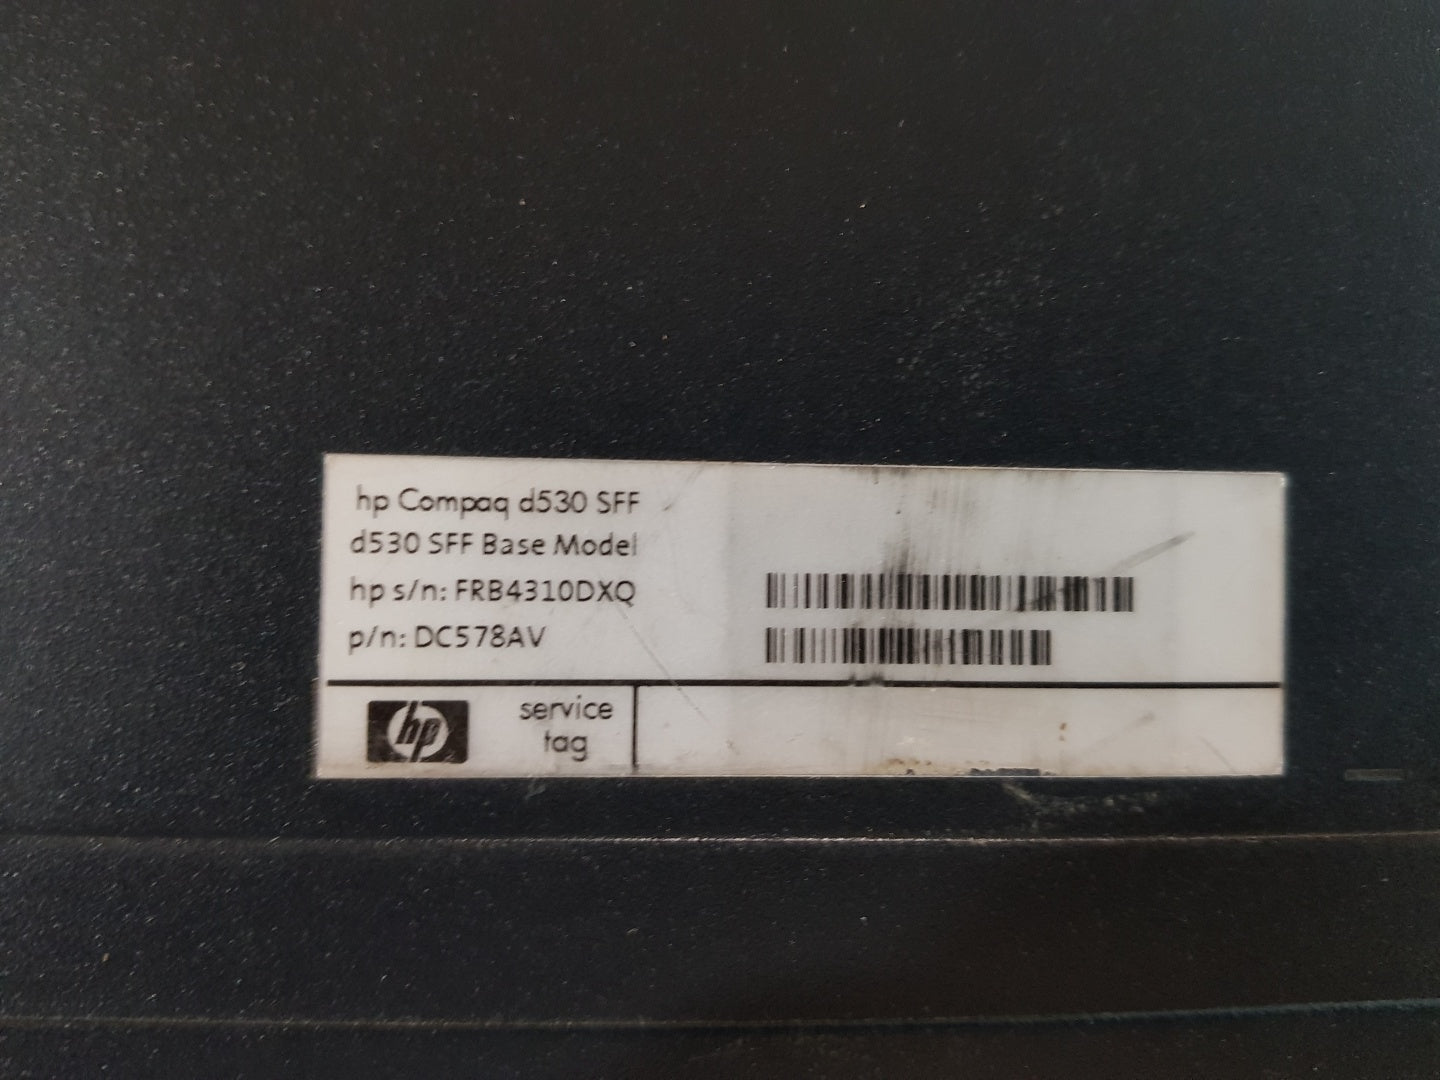 hp Compaq d530 SFF
d530 SFF Base Model
hp s/n: FRB4310DXQ
p/n: DC578AV
hp
service
tag